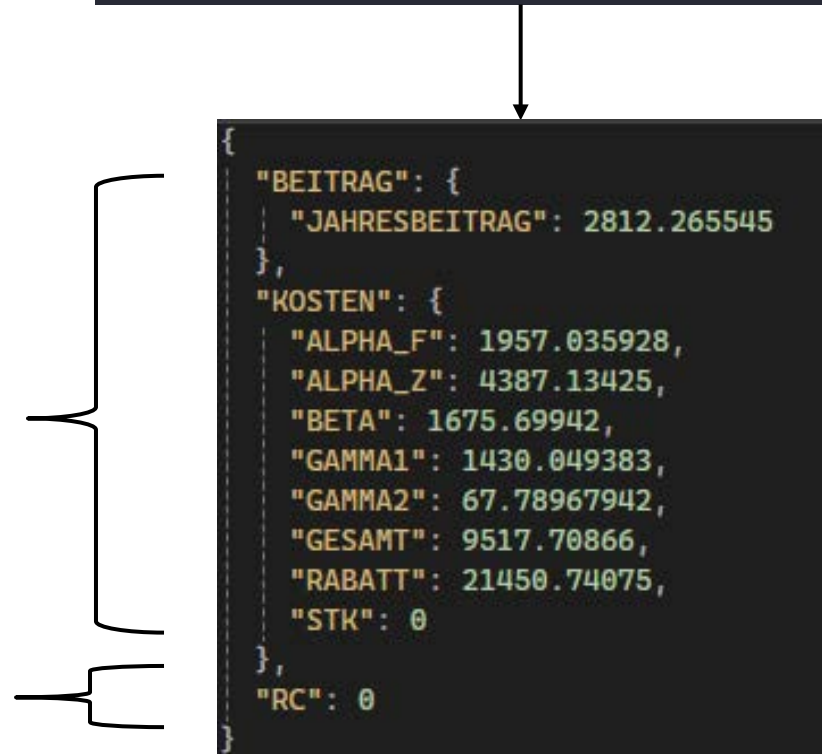 {
"BEITRAG": {
"JAHRESBEITRAG": 2812.265545
},
"KOSTEN": {
"ALPHA_F": 1957.035928,
"ALPHA_Z": 4387.13425,
"BETA": 1675.69942,
"GAMMA1": 1430.049383,
"GAMMA2": 67.78967942,
"GESAMT": 9517.70866,
"RABATT": 21450.74075,
"STK": 0
},
"RC": 0
}